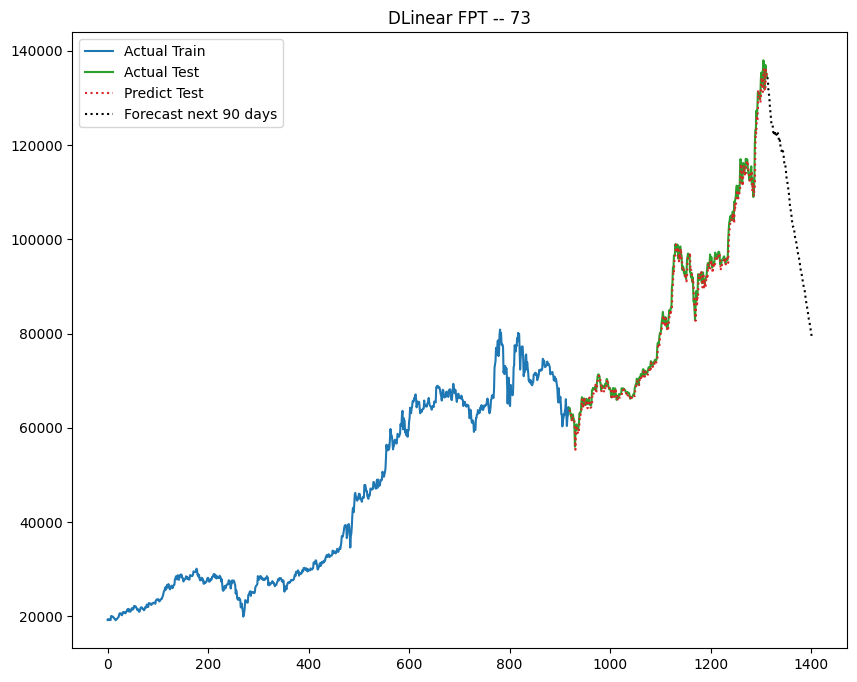 DLinear FPT -- 73
Actual Train
Actual Test
Predict Test
Forecast next 90 days
140000
120000
100000
80000
60000
40000
20000
0 200 400 600 800 1000 1200 1400